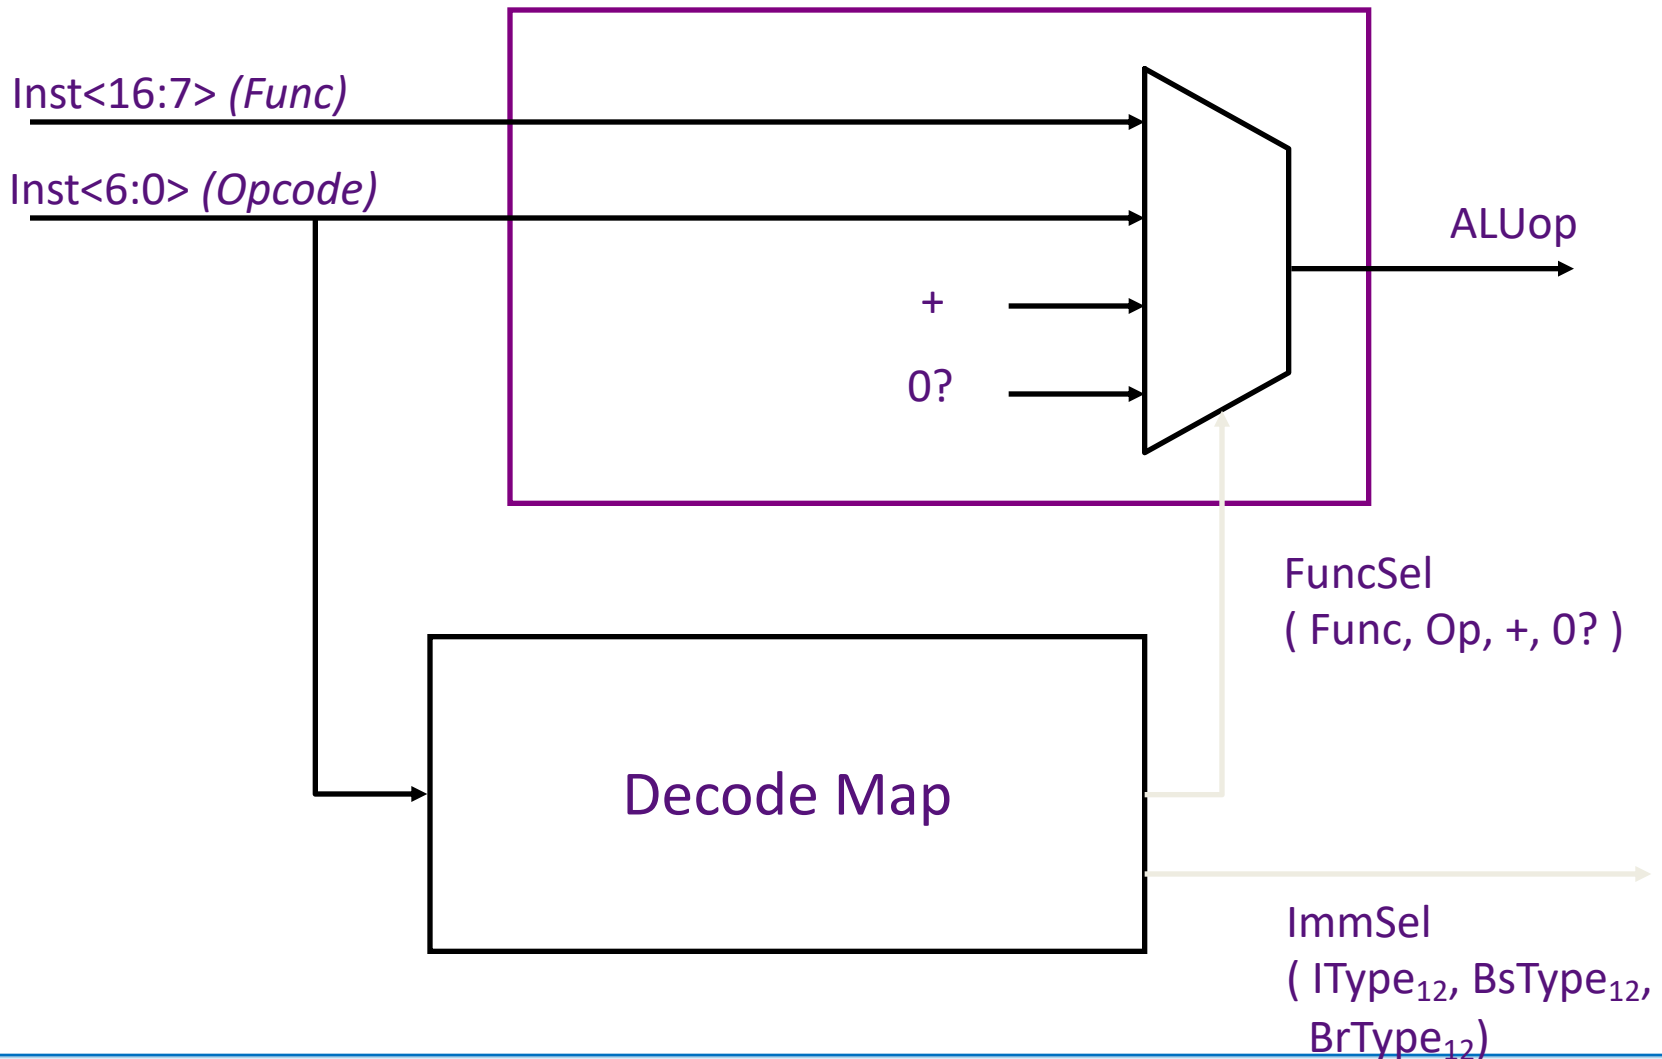 Inst<16:7> (Func)
Inst<6:0> (Opcode)
ALUop
+
0?
FuncSel
( Func, Op, +, 0? )
Decode Map
ImmSel
( IType₁₂, BsType₁₂,
BrType₁₂)